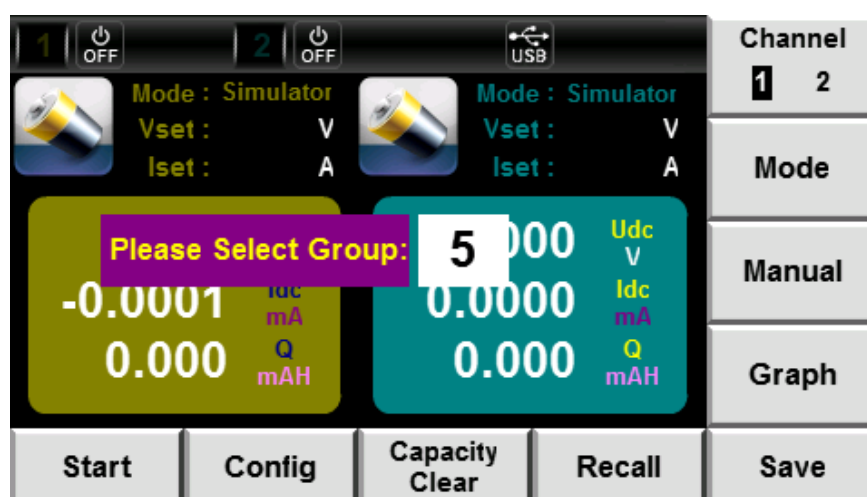 1 OFF 2 OFF USB
Channel
1 2
Mode : Simulator
Vset : V
Iset : A
Mode : Simulator
Vset : V
Iset : A
Mode
Please Select Group: 5
00 Udc
V
-0.0001 Idc
mA
0.0000 Idc
mA
Manual
0.000 Q
mAH
0.000 Q
mAH
Graph
Start
Config
Capacity
Clear
Recall
Save